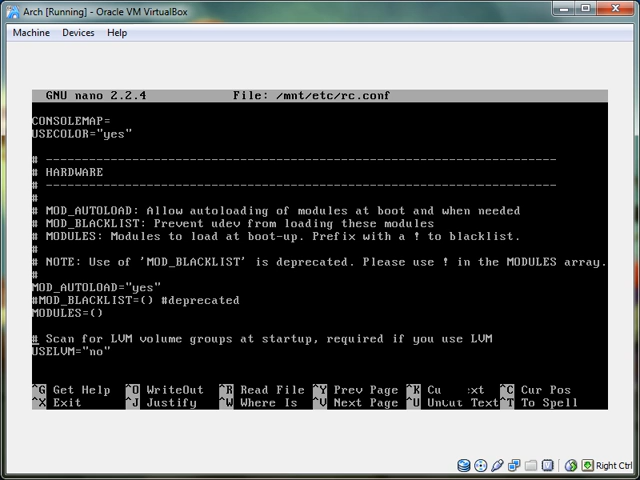 Arch [Running] - Oracle VM VirtualBox
Machine Devices Help
GNU nano 2.2.4 File: /mnt/etc/rc.conf
CONSOLEMAP=
USECOLOR="yes"
# -----------------------------------------------------------------
# HARDWARE
# -----------------------------------------------------------------
#
# MOD_AUTOLOAD: Allow autoloading of modules at boot and when needed
# MOD_BLACKLIST: Prevent udev from loading these modules
# MODULES: Modules to load at boot-up. Prefix with a ! to blacklist.
#
# NOTE: Use of 'MOD_BLACKLIST' is deprecated. Please use ! in the MODULES array.
#
MOD_AUTOLOAD="yes"
#MOD_BLACKLIST=() #deprecated
MODULES=()
# Scan for LVM volume groups at startup, required if you use LVM
USELVM="no"
^G Get Help ^O WriteOut ^R Read File ^Y Prev Page ^K ^C Cur Pos
^X Exit ^J Justify ^W Where Is ^V Next Page ^U UnCut Text ^T To Spell
Right Ctrl